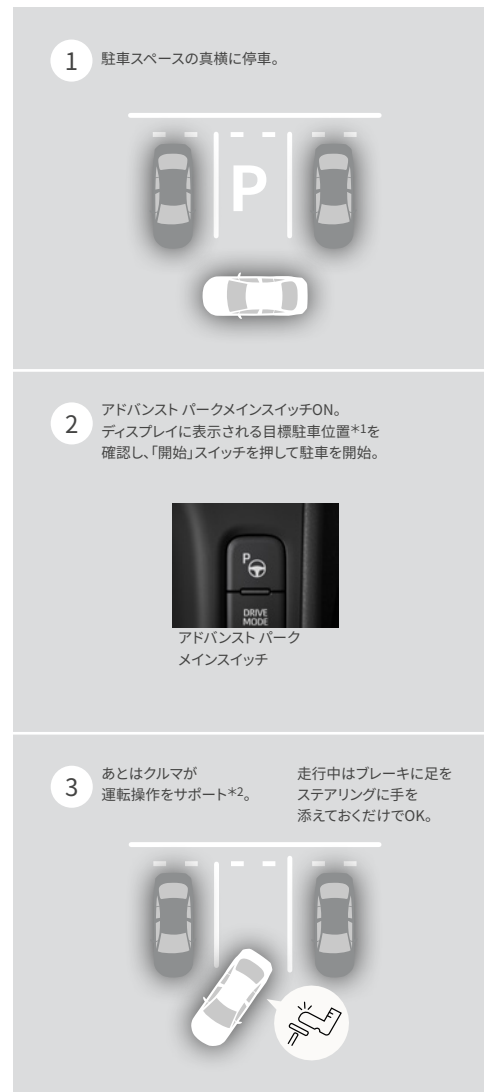 1
駐車スペースの真横に停車。
P
2
アドバンスト パークメインスイッチON。
ディスプレイに表示される目標駐車位置*1を
確認し、「開始」スイッチを押して駐車を開始。
P
DRIVE
MODE
アドバンスト パーク
メインスイッチ
3
あとはクルマが
運転操作をサポート*2。
走行中はブレーキに足を
ステアリングに手を
添えておくだけでOK。